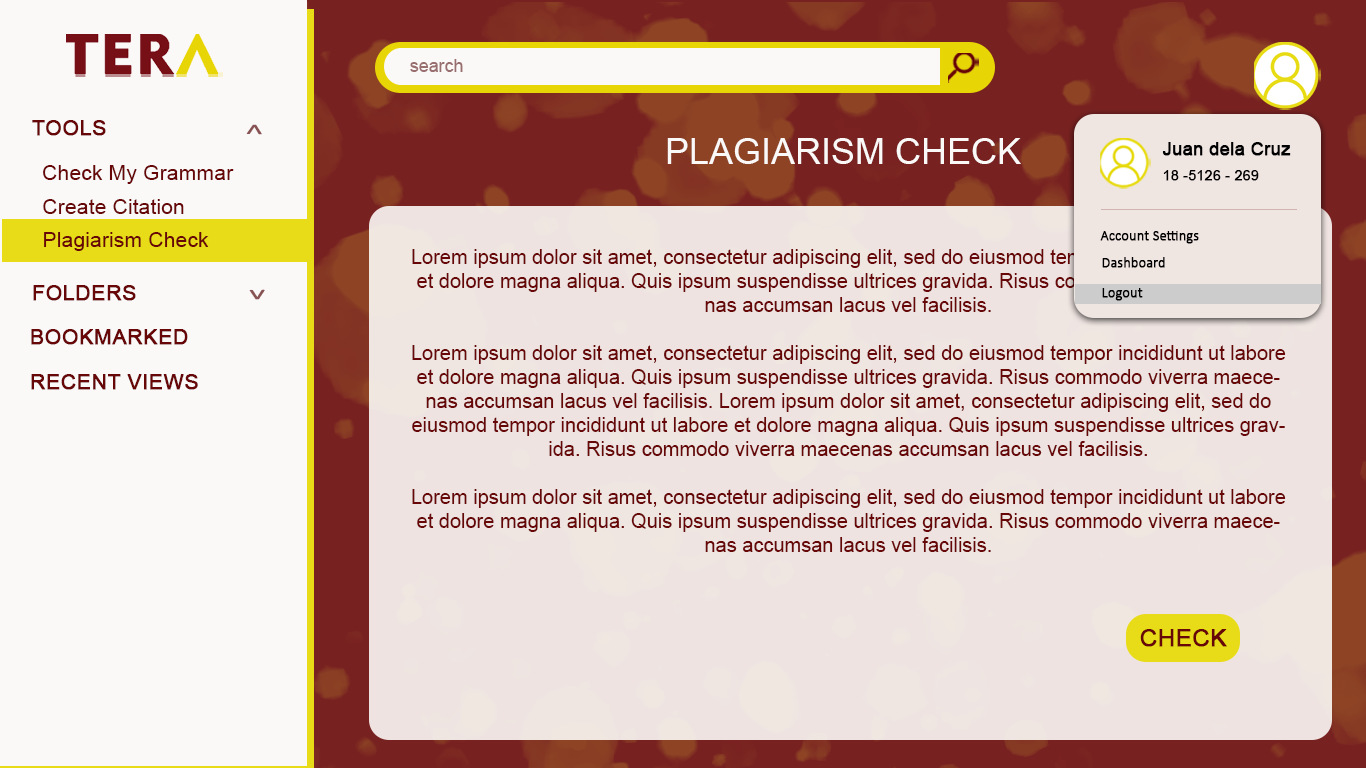 TERA
TOOLS
Check My Grammar
Create Citation
Plagiarism Check
FOLDERS
BOOKMARKED
RECENT VIEWS
search
PLAGIARISM CHECK
Juan dela Cruz
18 -5126 - 269
Account Settings
Dashboard
Logout
Lorem ipsum dolor sit amet, consectetur adipiscing elit, sed do eiusmod
et dolore magna aliqua. Quis ipsum suspendisse ultrices gravida. Risus
nas accumsan lacus vel facilisis.
Lorem ipsum dolor sit amet, consectetur adipiscing elit, sed do eiusmod tempor incididunt ut labore
et dolore magna aliqua. Quis ipsum suspendisse ultrices gravida. Risus commodo viverra maece-
nas accumsan lacus vel facilisis. Lorem ipsum dolor sit amet, consectetur adipiscing elit, sed do
eiusmod tempor incididunt ut labore et dolore magna aliqua. Quis ipsum suspendisse ultrices grav-
ida. Risus commodo viverra maecenas accumsan lacus vel facilisis.
Lorem ipsum dolor sit amet, consectetur adipiscing elit, sed do eiusmod tempor incididunt ut labore
et dolore magna aliqua. Quis ipsum suspendisse ultrices gravida. Risus commodo viverra maece-
nas accumsan lacus vel facilisis.
CHECK